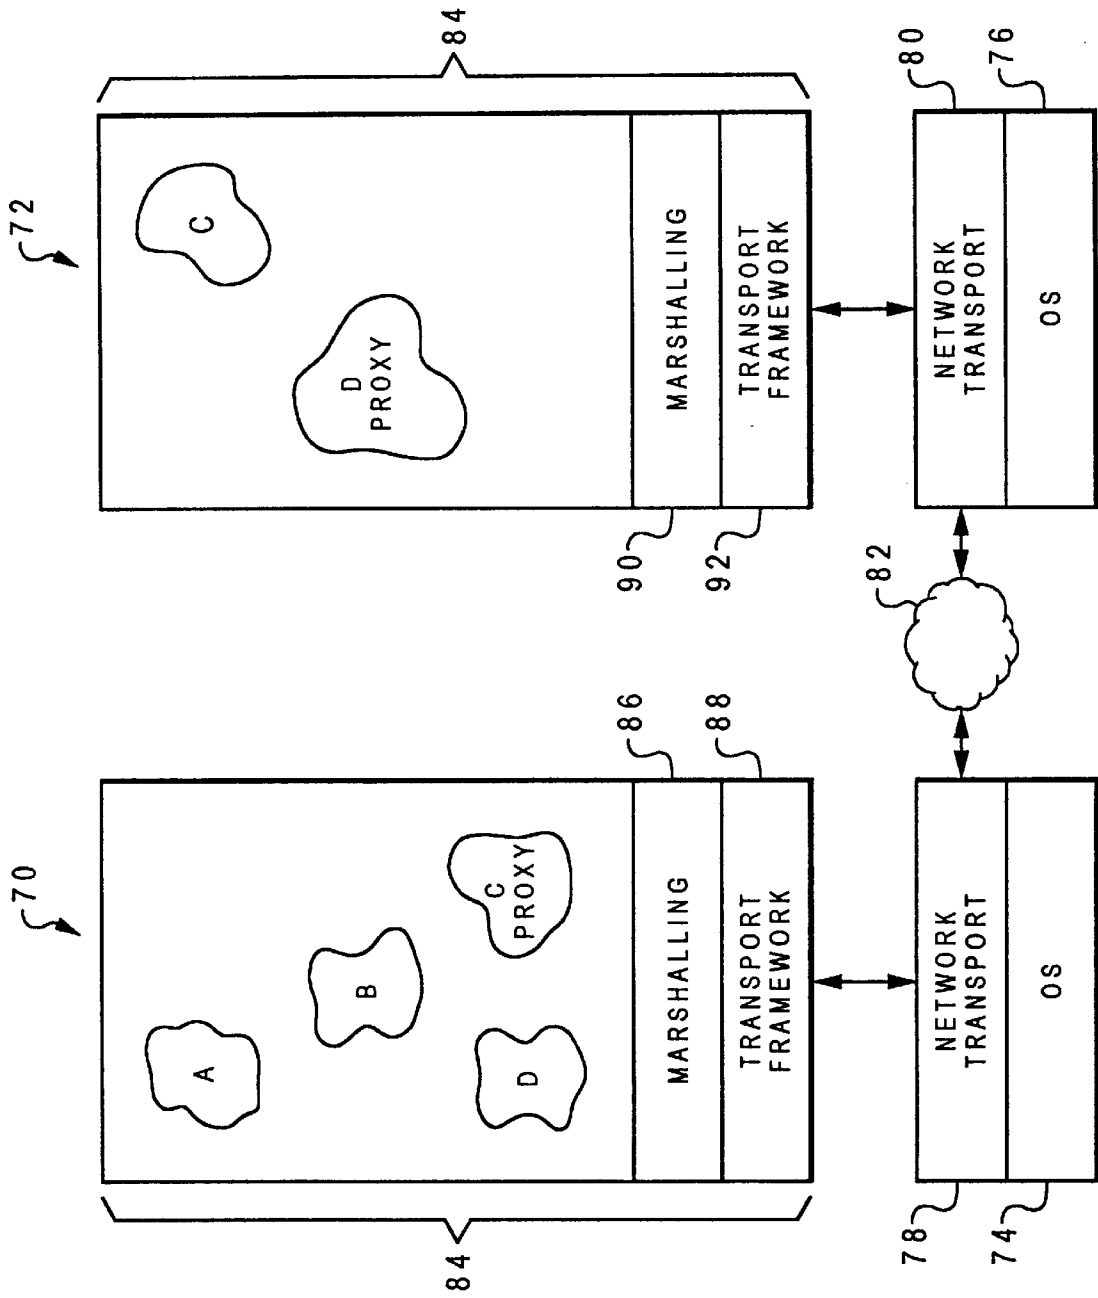 70
84
A
B
D
C
PROXY
86
MARSHALLING
88
TRANSPORT
FRAMEWORK
78
NETWORK
TRANSPORT
74
OS
82
72
84
C
D
PROXY
90
MARSHALLING
92
TRANSPORT
FRAMEWORK
80
NETWORK
TRANSPORT
76
OS